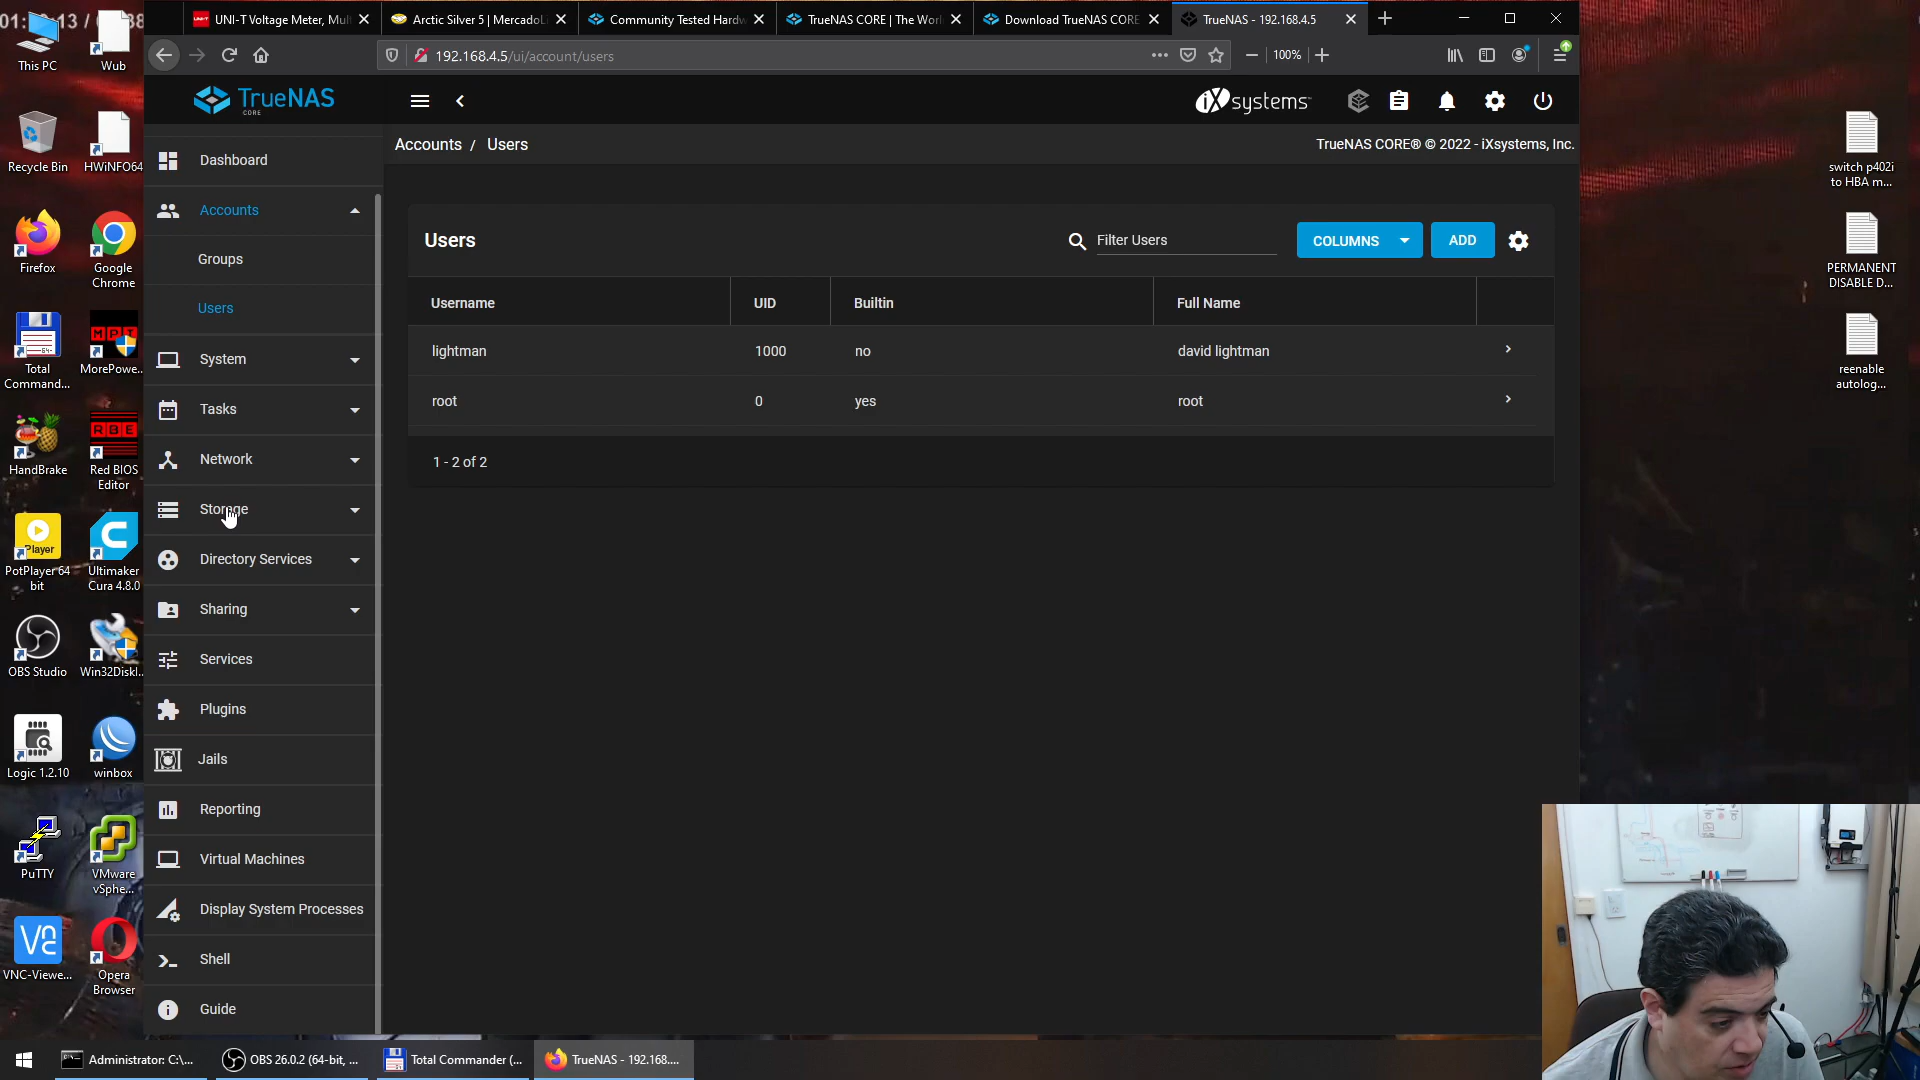 This PC
Wub
UNI-T Voltage Meter, Mul
Arctic Silver 5 | MercadoLi
Community Tested Hardw
TrueNAS CORE | The Worl
Download TrueNAS CORE
TrueNAS - 192.168.4.5
192.168.4.5/ui/account/users
100%
TrueNAS
CORE
iXsystems
Accounts / Users
TrueNAS CORE® © 2022 - iXsystems, Inc.
Recycle Bin
HWiNFO64
Firefox
Google
Chrome
Total
Command...
MorePowe...
HandBrake
Red BIOS
Editor
PotPlayer 64
bit
Ultimaker
Cura 4.8.0
OBS Studio
Win32DiskI...
Logic 1.2.10
winbox
PuTTY
VMware
vSphe...
VNC-Viewe...
Opera
Browser
Dashboard
Accounts
Groups
Users
System
Tasks
Network
Storage
Directory Services
Sharing
Services
Plugins
Jails
Reporting
Virtual Machines
Display System Processes
Shell
Guide
Users
Filter Users
COLUMNS
ADD
Username UID Builtin Full Name
lightman 1000 no david lightman
root 0 yes root
1 - 2 of 2
switch p402i
to HBA m...
PERMANENT
DISABLE D...
reenable
autolog...
Administrator: C:\...
OBS 26.0.2 (64-bit, ...
Total Commander (...
TrueNAS - 192.168....